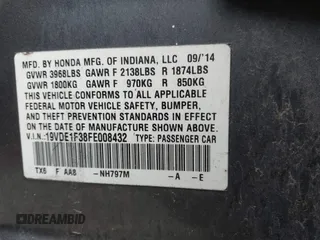 MFD. BY HONDA MFG. OF INDIANA, LLC 09/'14
GVWR 3968LBS GAWR F 2138LBS R 1874LBS
GVWR 1800KG GAWR F 970KG R 850KG
THIS VEHICLE CONFORMS TO ALL APPLICABLE
FEDERAL MOTOR VEHICLE SAFETY, BUMPER,
AND THEFT PREVENTION STANDARDS IN EFFECT
ON THE DATE OF MANUFACTURE SHOWN ABOVE.
V.I.N:19VDE1F38FE008432 TYPE: PASSENGER CAR
TX6 F AA8 -NH797M -A -E
DREAMBID